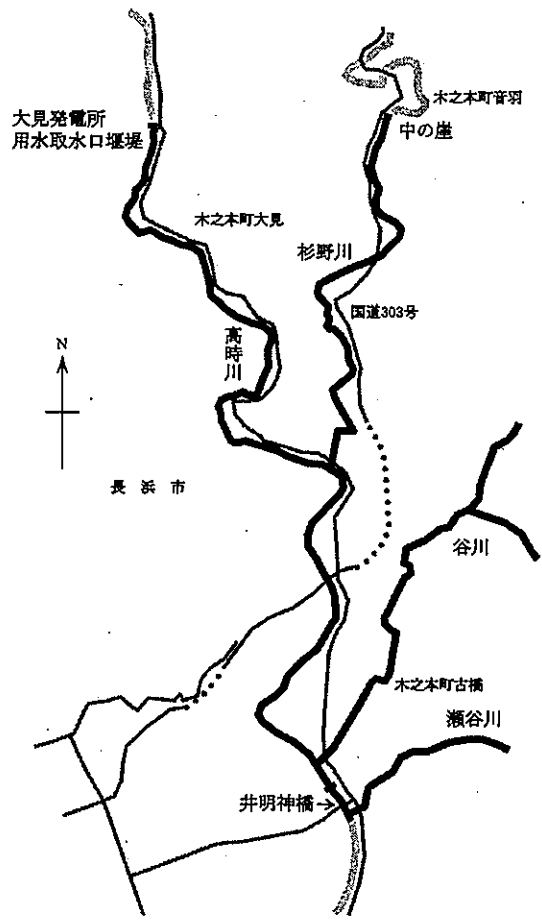 木之本町音羽
大見発電所
用水取水口堰堤
中の崖
木之本町大見
杉野川
国道303号
高時川
N
長浜市
谷川
木之本町古橋
瀬谷川
井明神橋→